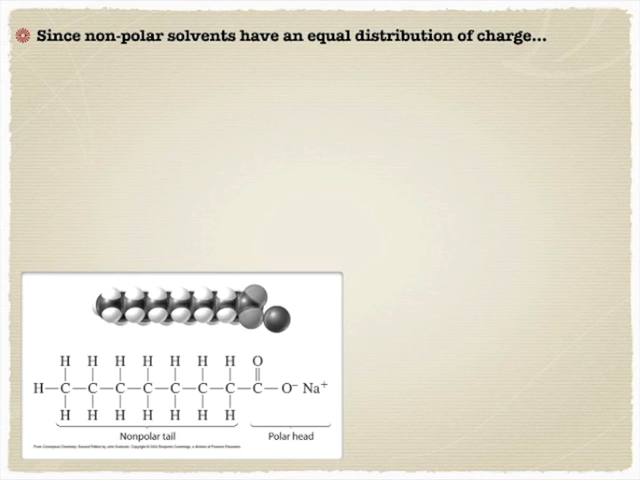 Since non-polar solvents have an equal distribution of charge...
H H H H H H H O
H—C—C—C—C—C—C—C—C—O⁻ Na⁺
H H H H H H H
Nonpolar tail Polar head